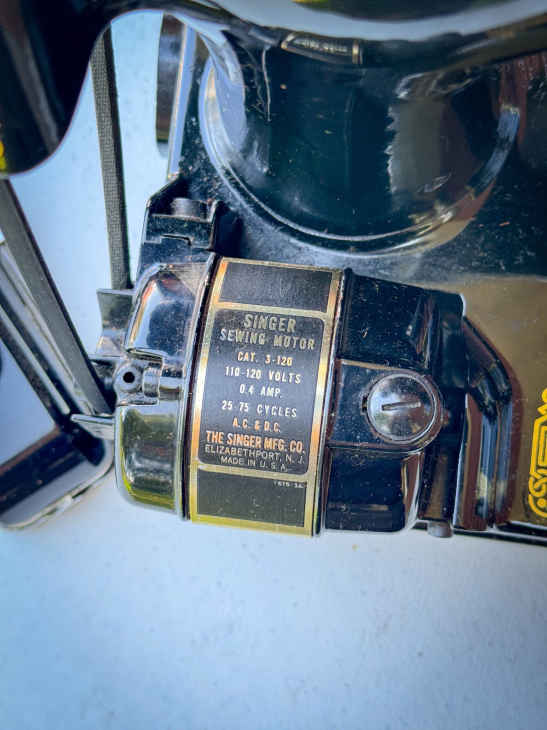 SINGER
SEWING MOTOR
CAT. 3-120
110-120 VOLTS
0.4 AMP.
25-75 CYCLES
A.C. & D.C.
THE SINGER MFG. CO.
ELIZABETHPORT, N. J.
MADE IN U. S. A.